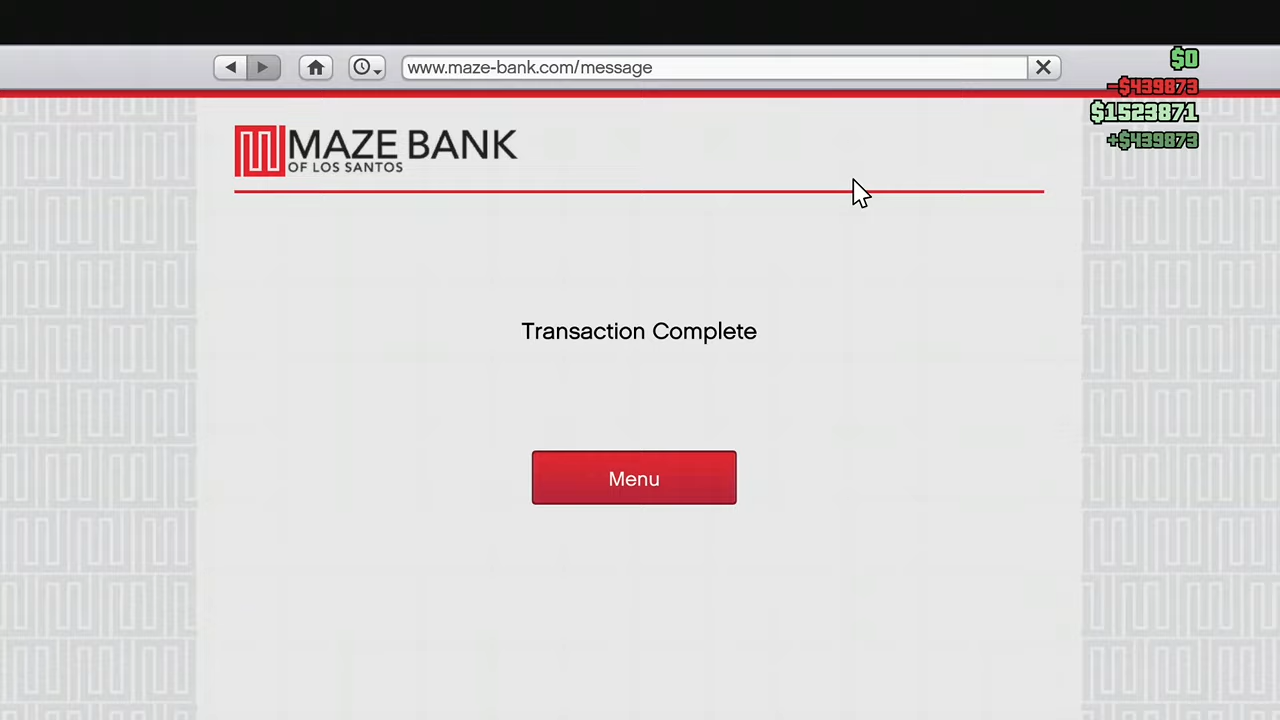 www.maze-bank.com/message
$0
-$439873
$1523871
+$439873
MAZE BANK
OF LOS SANTOS
Transaction Complete
Menu